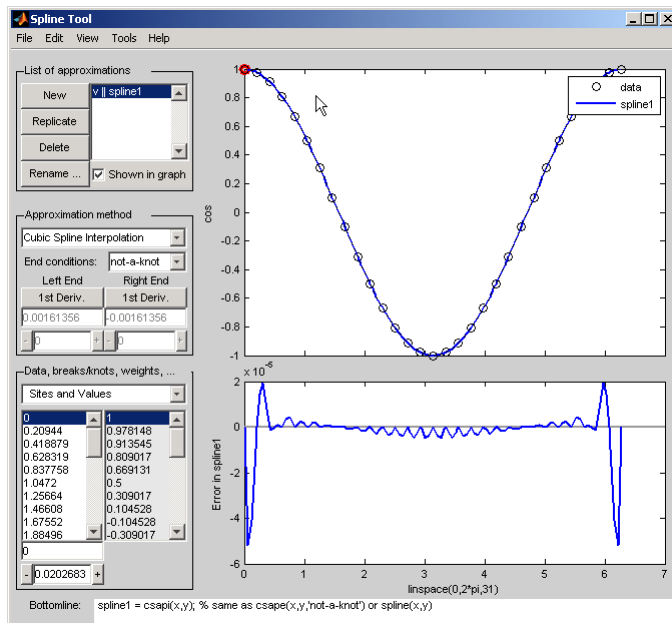 Spline Tool
File Edit View Tools Help
List of approximations
New
Replicate
Delete
Rename ...
v || spline1
Shown in graph
Approximation method
Cubic Spline Interpolation
End conditions: not-a-knot
Left End Right End
1st Deriv. 1st Deriv.
0.00161356 -0.00161356
- 0 + - 0 +
Data, breaks/knots, weights, ...
Sites and Values
0 1
0.20944 0.978148
0.418879 0.913545
0.628319 0.809017
0.837758 0.669131
1.0472 0.5
1.25664 0.309017
1.46608 0.104528
1.67552 -0.104528
1.88496 -0.309017
0
- 0.0202683 +
1
0.8
0.6
0.4
0.2
0
-0.2
-0.4
-0.6
-0.8
-1
cos
data
spline1
x 10
2
0
-2
-4
-6
Error in spline1
0 1 2 3 4 5 6 7
linspace(0,2*pi,31)
Bottomline: spline1 = csapi(x,y); % same as csape(x,y,'not-a-knot') or spline(x,y)